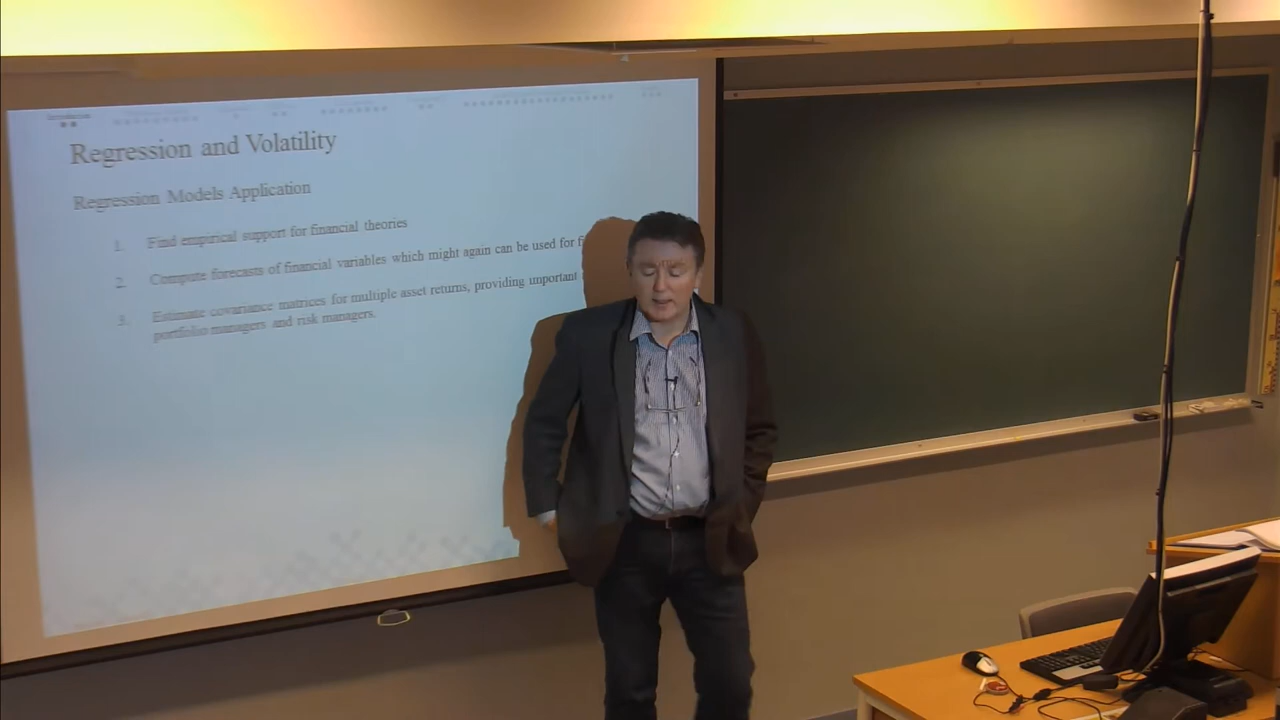 Regression and Volatility
Regression Models Application
1. Find empirical support for financial theories
2. Compute forecasts of financial variables which might again can be used for
3. Estimate covariance matrices for multiple asset returns, providing important
portfolio managers and risk managers.